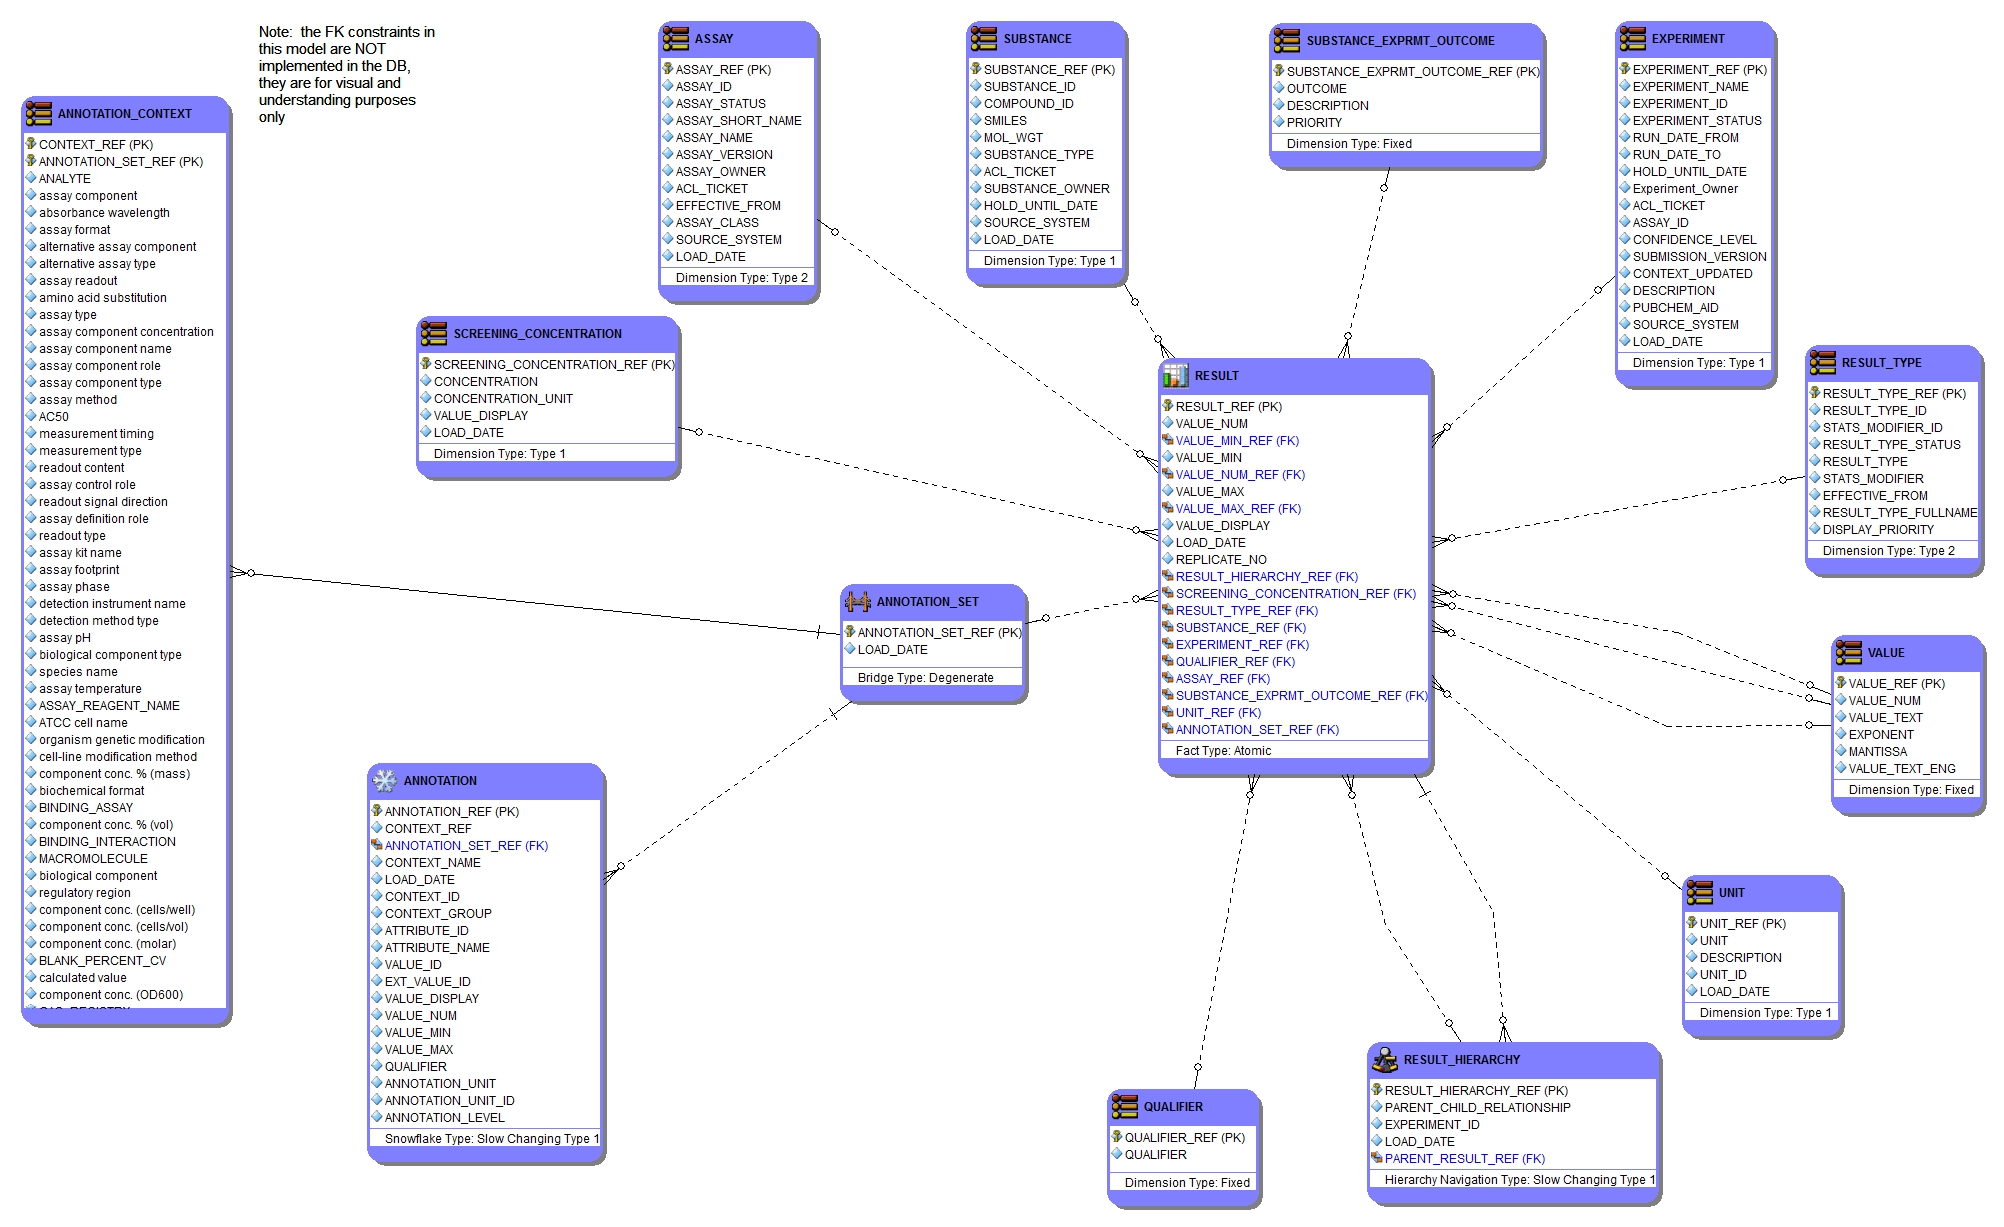 Note: the FK constraints in
this model are NOT
implemented in the DB,
they are for visual and
understanding purposes
only
ANNOTATION_CONTEXT
CONTEXT_REF (PK)
ANNOTATION_SET_REF (PK)
ANALYTE
assay component
absorbance wavelength
assay format
alternative assay component
alternative assay type
assay readout
amino acid substitution
assay type
assay component concentration
assay component name
assay component role
assay component type
assay method
AC50
measurement timing
measurement type
readout content
assay control role
readout signal direction
assay definition role
readout type
assay kit name
assay footprint
assay phase
detection instrument name
detection method type
assay pH
biological component type
species name
assay temperature
ASSAY_REAGENT_NAME
ATCC cell name
organism genetic modification
cell-line modification method
component conc. % (mass)
biochemical format
BINDING_ASSAY
component conc. % (vol)
BINDING_INTERACTION
MACROMOLECULE
biological component
regulatory region
component conc. (cells/well)
component conc. (cells/vol)
component conc. (molar)
BLANK_PERCENT_CV
calculated value
component conc. (OD600)
ASSAY
ASSAY_REF (PK)
ASSAY_ID
ASSAY_STATUS
ASSAY_SHORT_NAME
ASSAY_NAME
ASSAY_VERSION
ASSAY_OWNER
ACL_TICKET
EFFECTIVE_FROM
ASSAY_CLASS
SOURCE_SYSTEM
LOAD_DATE
Dimension Type: Type 2
SUBSTANCE
SUBSTANCE_REF (PK)
SUBSTANCE_ID
COMPOUND_ID
SMILES
MOL_WGT
SUBSTANCE_TYPE
ACL_TICKET
SUBSTANCE_OWNER
HOLD_UNTIL_DATE
SOURCE_SYSTEM
LOAD_DATE
Dimension Type: Type 1
SUBSTANCE_EXPRMT_OUTCOME
SUBSTANCE_EXPRMT_OUTCOME_REF (PK)
OUTCOME
DESCRIPTION
PRIORITY
Dimension Type: Fixed
EXPERIMENT
EXPERIMENT_REF (PK)
EXPERIMENT_NAME
EXPERIMENT_ID
EXPERIMENT_STATUS
RUN_DATE_FROM
RUN_DATE_TO
HOLD_UNTIL_DATE
Experiment_Owner
ACL_TICKET
ASSAY_ID
CONFIDENCE_LEVEL
SUBMISSION_VERSION
CONTEXT_UPDATED
DESCRIPTION
PUBCHEM_AID
SOURCE_SYSTEM
LOAD_DATE
Dimension Type: Type 1
SCREENING_CONCENTRATION
SCREENING_CONCENTRATION_REF (PK)
CONCENTRATION
CONCENTRATION_UNIT
VALUE_DISPLAY
LOAD_DATE
Dimension Type: Type 1
RESULT
RESULT_REF (PK)
VALUE_NUM
VALUE_MIN_REF (FK)
VALUE_MIN
VALUE_NUM_REF (FK)
VALUE_MAX
VALUE_MAX_REF (FK)
VALUE_DISPLAY
LOAD_DATE
REPLICATE_NO
RESULT_HIERARCHY_REF (FK)
SCREENING_CONCENTRATION_REF (FK)
RESULT_TYPE_REF (FK)
SUBSTANCE_REF (FK)
EXPERIMENT_REF (FK)
QUALIFIER_REF (FK)
ASSAY_REF (FK)
SUBSTANCE_EXPRMT_OUTCOME_REF (FK)
UNIT_REF (FK)
ANNOTATION_SET_REF (FK)
Fact Type: Atomic
RESULT_TYPE
RESULT_TYPE_REF (PK)
RESULT_TYPE_ID
STATS_MODIFIER_ID
RESULT_TYPE_STATUS
RESULT_TYPE
STATS_MODIFIER
EFFECTIVE_FROM
RESULT_TYPE_FULLNAME
DISPLAY_PRIORITY
Dimension Type: Type 2
ANNOTATION_SET
ANNOTATION_SET_REF (PK)
LOAD_DATE
Bridge Type: Degenerate
VALUE
VALUE_REF (PK)
VALUE_NUM
VALUE_TEXT
EXPONENT
MANTISSA
VALUE_TEXT_ENG
Dimension Type: Fixed
ANNOTATION
ANNOTATION_REF (PK)
CONTEXT_REF
ANNOTATION_SET_REF (FK)
CONTEXT_NAME
LOAD_DATE
CONTEXT_ID
CONTEXT_GROUP
ATTRIBUTE_ID
ATTRIBUTE_NAME
VALUE_ID
EXT_VALUE_ID
VALUE_DISPLAY
VALUE_NUM
VALUE_MIN
VALUE_MAX
QUALIFIER
ANNOTATION_UNIT
ANNOTATION_UNIT_ID
ANNOTATION_LEVEL
Snowflake Type: Slow Changing Type 1
UNIT
UNIT_REF (PK)
UNIT
DESCRIPTION
UNIT_ID
LOAD_DATE
Dimension Type: Type 1
QUALIFIER
QUALIFIER_REF (PK)
QUALIFIER
Dimension Type: Fixed
RESULT_HIERARCHY
RESULT_HIERARCHY_REF (PK)
PARENT_CHILD_RELATIONSHIP
EXPERIMENT_ID
LOAD_DATE
PARENT_RESULT_REF (FK)
Hierarchy Navigation Type: Slow Changing Type 1